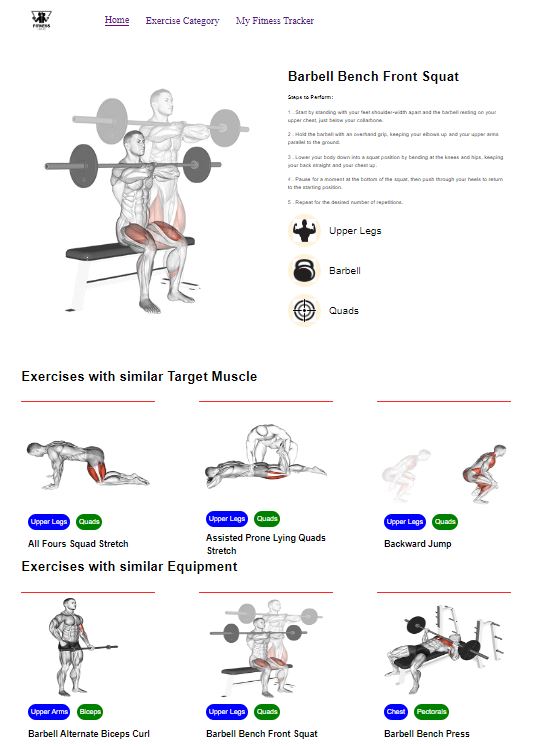 FITNESS
Home Exercise Category My Fitness Tracker
Barbell Bench Front Squat
Steps to Perform:
1 . Start by standing with your feet shoulder-width apart and the barbell resting on your
upper chest, just below your collarbone.
2 . Hold the barbell with an overhand grip, keeping your elbows up and your upper arms
parallel to the ground.
3 . Lower your body down into a squat position by bending at the knees and hips, keeping
your back straight and your chest up.
4 . Pause for a moment at the bottom of the squat, then push through your heels to return
to the starting position.
5 . Repeat for the desired number of repetitions.
Upper Legs
Barbell
Quads
Exercises with similar Target Muscle
Upper Legs Quads
All Fours Squad Stretch
Upper Legs Quads
Assisted Prone Lying Quads
Stretch
Upper Legs Quads
Backward Jump
Exercises with similar Equipment
Upper Arms Biceps
Barbell Alternate Biceps Curl
Upper Legs Quads
Barbell Bench Front Squat
Chest Pectorals
Barbell Bench Press